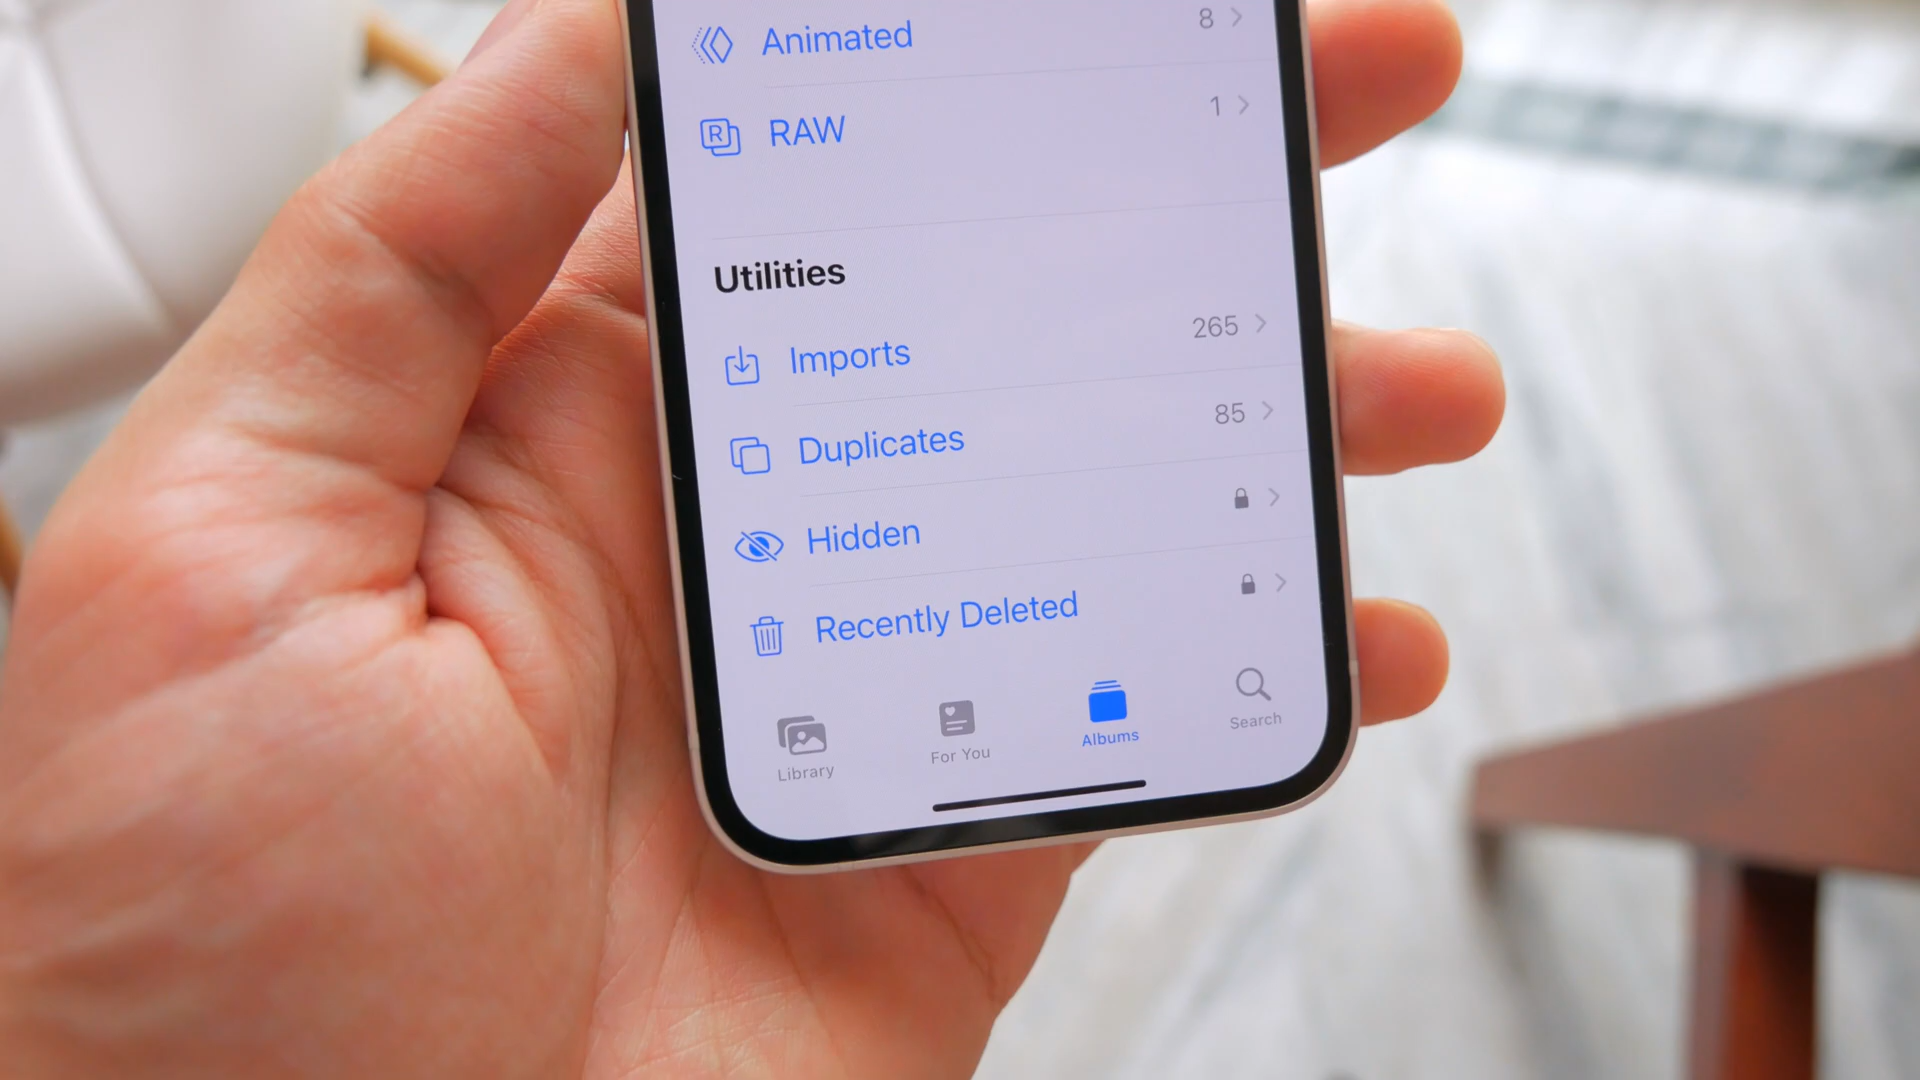 Animated 8
R RAW 1
Utilities
Imports 265
Duplicates 85
Hidden
Recently Deleted
Library For You Albums Search